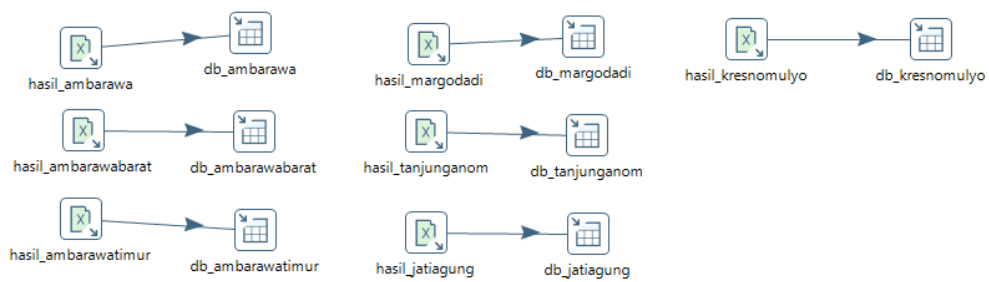 hasil_ambarawa
db_ambarawa
hasil_margodadi
db_margodadi
hasil_kresnomulyo
db_kresnomulyo
hasil_ambarawabarat
db_ambarawabarat
hasil_tanjunganom
db_tanjunganom
hasil_ambarawatimur
db_ambarawatimur
hasil_jatiagung
db_jatiagung